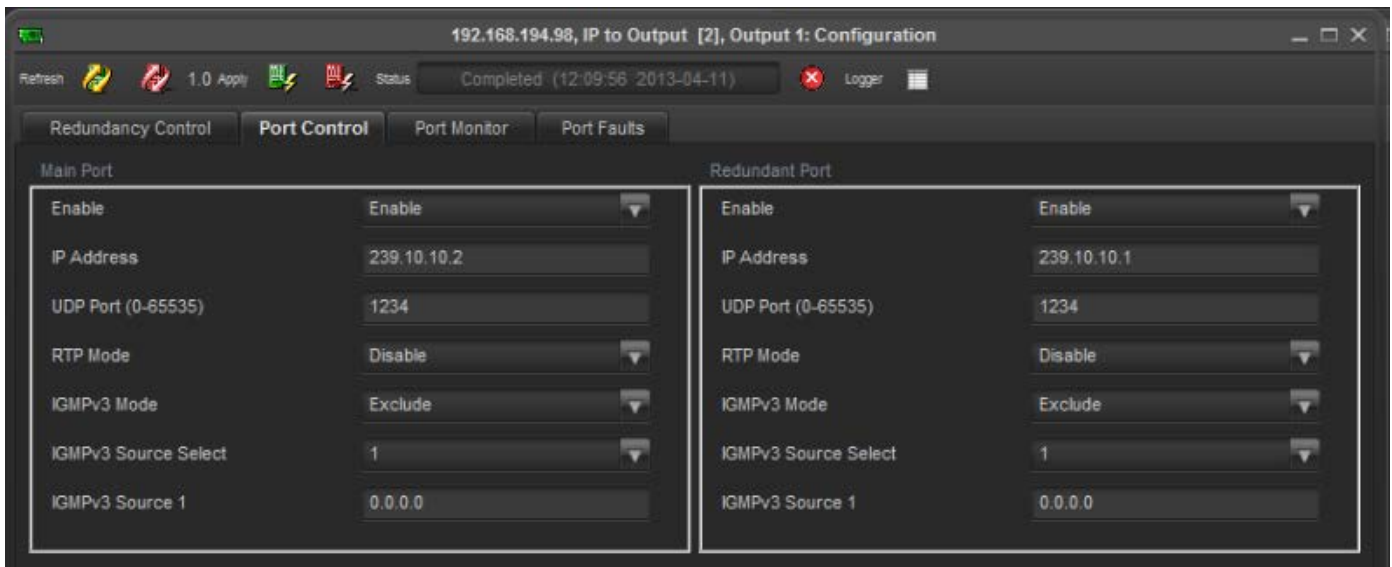 192.168.194.98, IP to Output [2], Output 1: Configuration
Refresh 1.0 Apply Status Completed (12:09:56 2013-04-11) Logger
Redundancy Control Port Control Port Monitor Port Faults
Main Port
Enable Enable
IP Address 239.10.10.2
UDP Port (0-65535) 1234
RTP Mode Disable
IGMPv3 Mode Exclude
IGMPv3 Source Select 1
IGMPv3 Source 1 0.0.0.0
Redundant Port
Enable Enable
IP Address 239.10.10.1
UDP Port (0-65535) 1234
RTP Mode Disable
IGMPv3 Mode Exclude
IGMPv3 Source Select 1
IGMPv3 Source 1 0.0.0.0